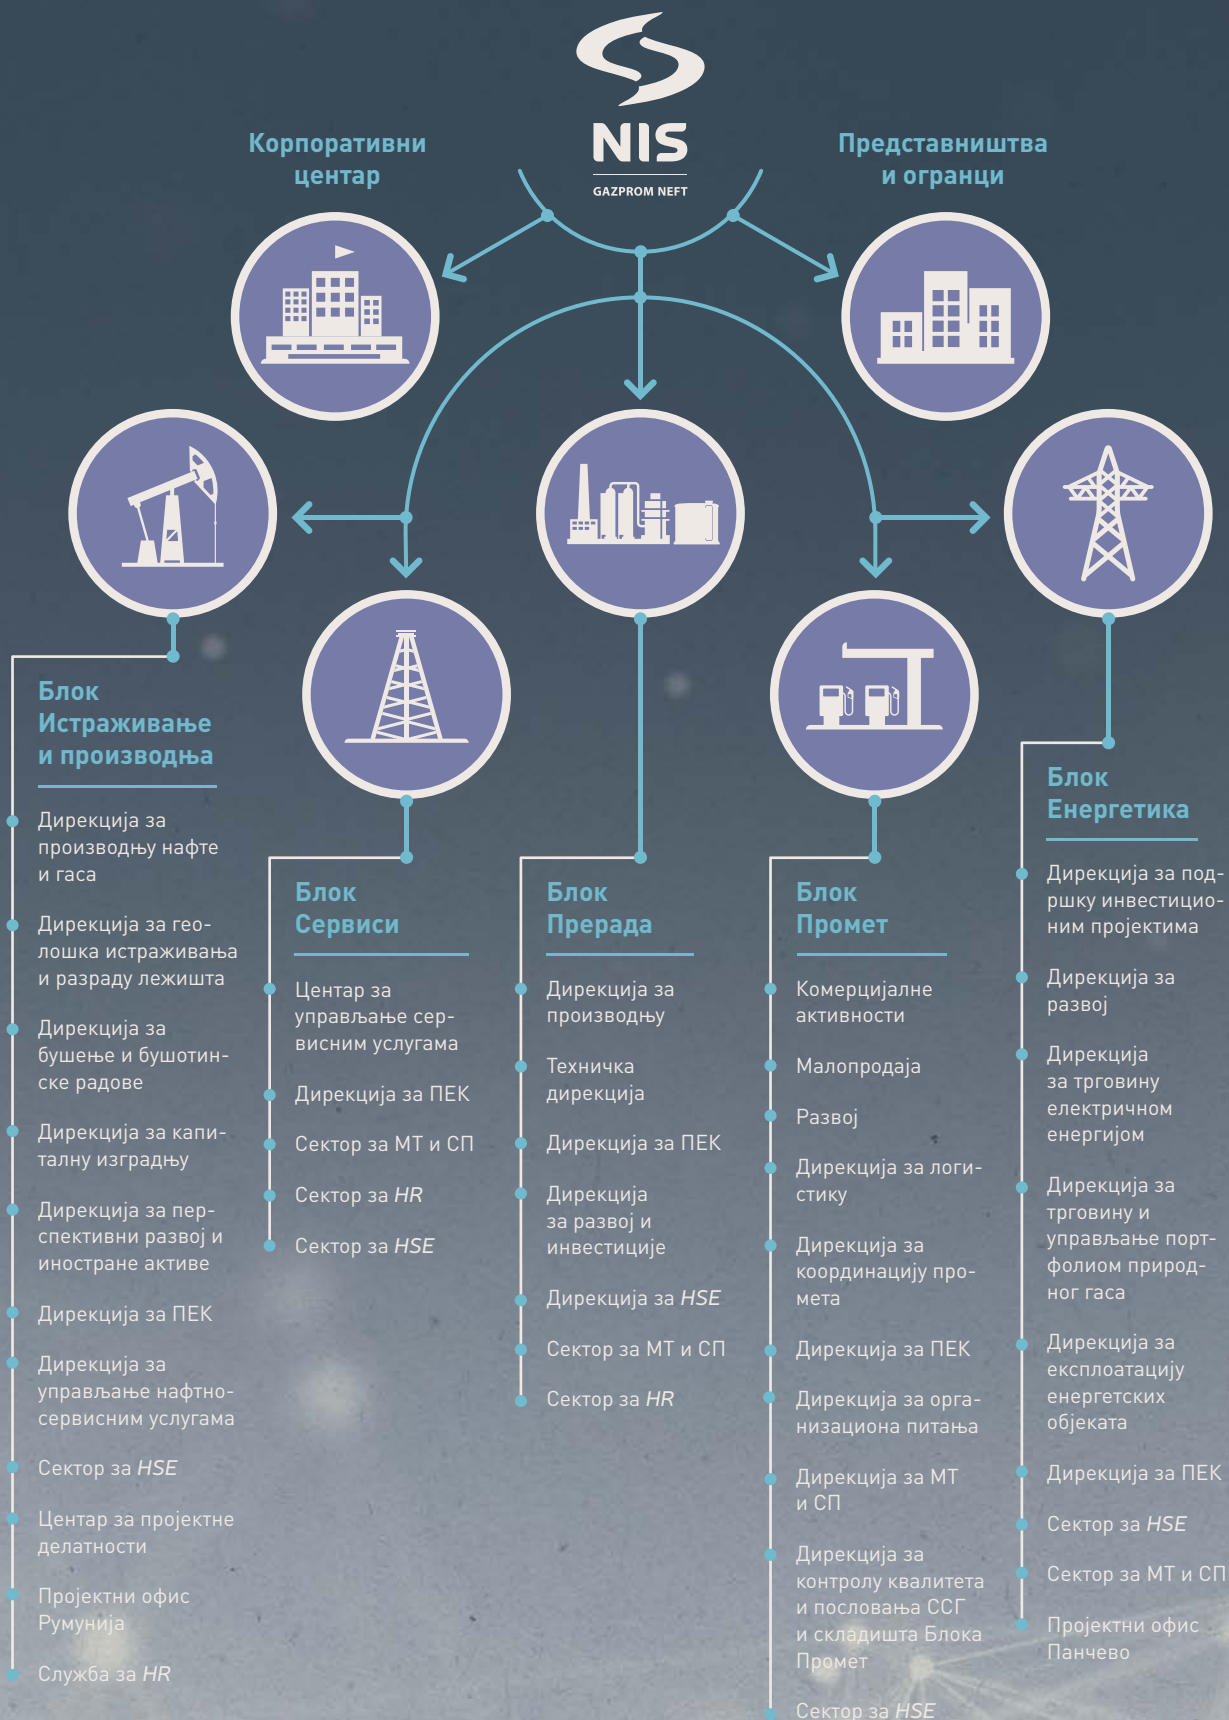 NIS
GAZPROM NEFT
Корпоративни
центар
Представништва
и огранци
Блок
Истраживање
и производња
Дирекција за
производњу нафте
и гаса
Дирекција за гео-
лошка истраживања
и разраду лежишта
Дирекција за
бушење и бушотин-
ске радове
Дирекција за капи-
талну изградњу
Дирекција за пер-
спективни развој и
иностране активе
Дирекција за ПЕК
Дирекција за
управљање нафтно-
сервисним услугама
Сектор за HSE
Центар за пројектне
делатности
Пројектни офис
Румунија
Служба за HR
Блок
Сервиси
Центар за
управљање сер-
висним услугама
Дирекција за ПЕК
Сектор за МТ и СП
Сектор за HR
Сектор за HSE
Блок
Прерада
Дирекција за
производњу
Техничка
дирекција
Дирекција за ПЕК
Дирекција
за развој и
инвестиције
Дирекција за HSE
Сектор за МТ и СП
Сектор за HR
Блок
Промет
Комерцијалне
активности
Малопродаја
Развој
Дирекција за логи-
стику
Дирекција за
координацију про-
мета
Дирекција за ПЕК
Дирекција за орга-
низациона питања
Дирекција за МТ
и СП
Дирекција за
контролу квалитета
и пословања ССГ
и складишта Блока
Промет
Сектор за HSE
Блок
Енергетика
Дирекција за под-
ршку инвестицио-
ним пројектима
Дирекција за
развој
Дирекција
за трговину
електричном
енергијом
Дирекција за
трговину и
управљање порт-
фолиом природ-
ног гаса
Дирекција за
експлоатацију
енергетских
објеката
Дирекција за ПЕК
Сектор за HSE
Сектор за МТ и СП
Пројектни офис
Панчево